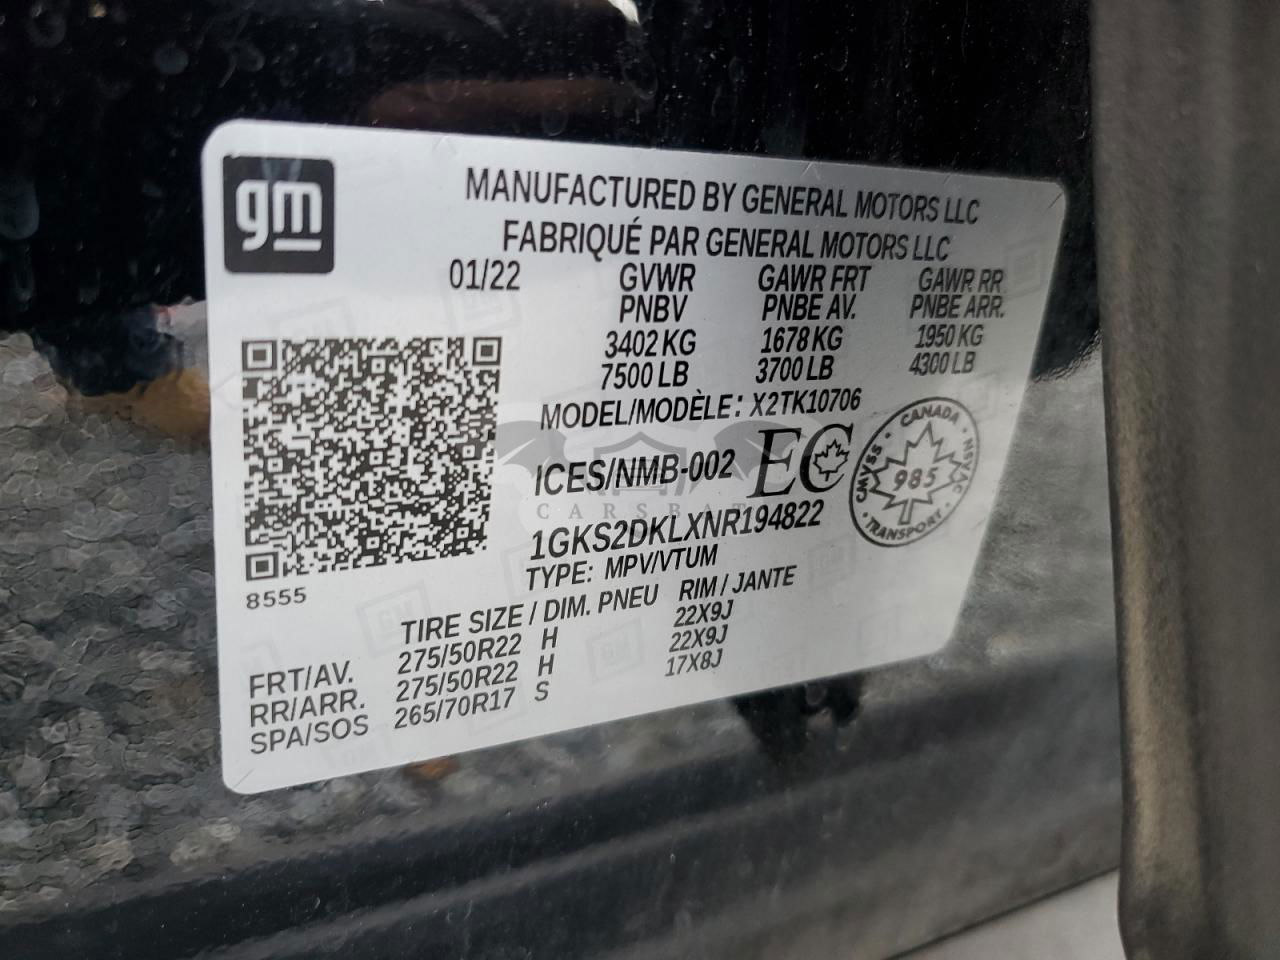 gm
MANUFACTURED BY GENERAL MOTORS LLC
FABRIQUÉ PAR GENERAL MOTORS LLC
01/22 GVWR GAWR FRT GAWR RR
PNBV PNBE AV. PNBE ARR.
3402 KG 1678 KG 1950 KG
7500 LB 3700 LB 4300 LB
MODEL/MODÈLE: X2TK10706
ICES/NMB-002 EC
CANADA CMVSS NSVAC 985 TRANSPORT
CARSBA
1GKS2DKLXNR194822
TYPE: MPV/VTUM
8555
TIRE SIZE / DIM. PNEU RIM / JANTE
FRT/AV. 275/50R22 H 22X9J
RR/ARR. 275/50R22 H 22X9J
SPA/SOS 265/70R17 S 17X8J